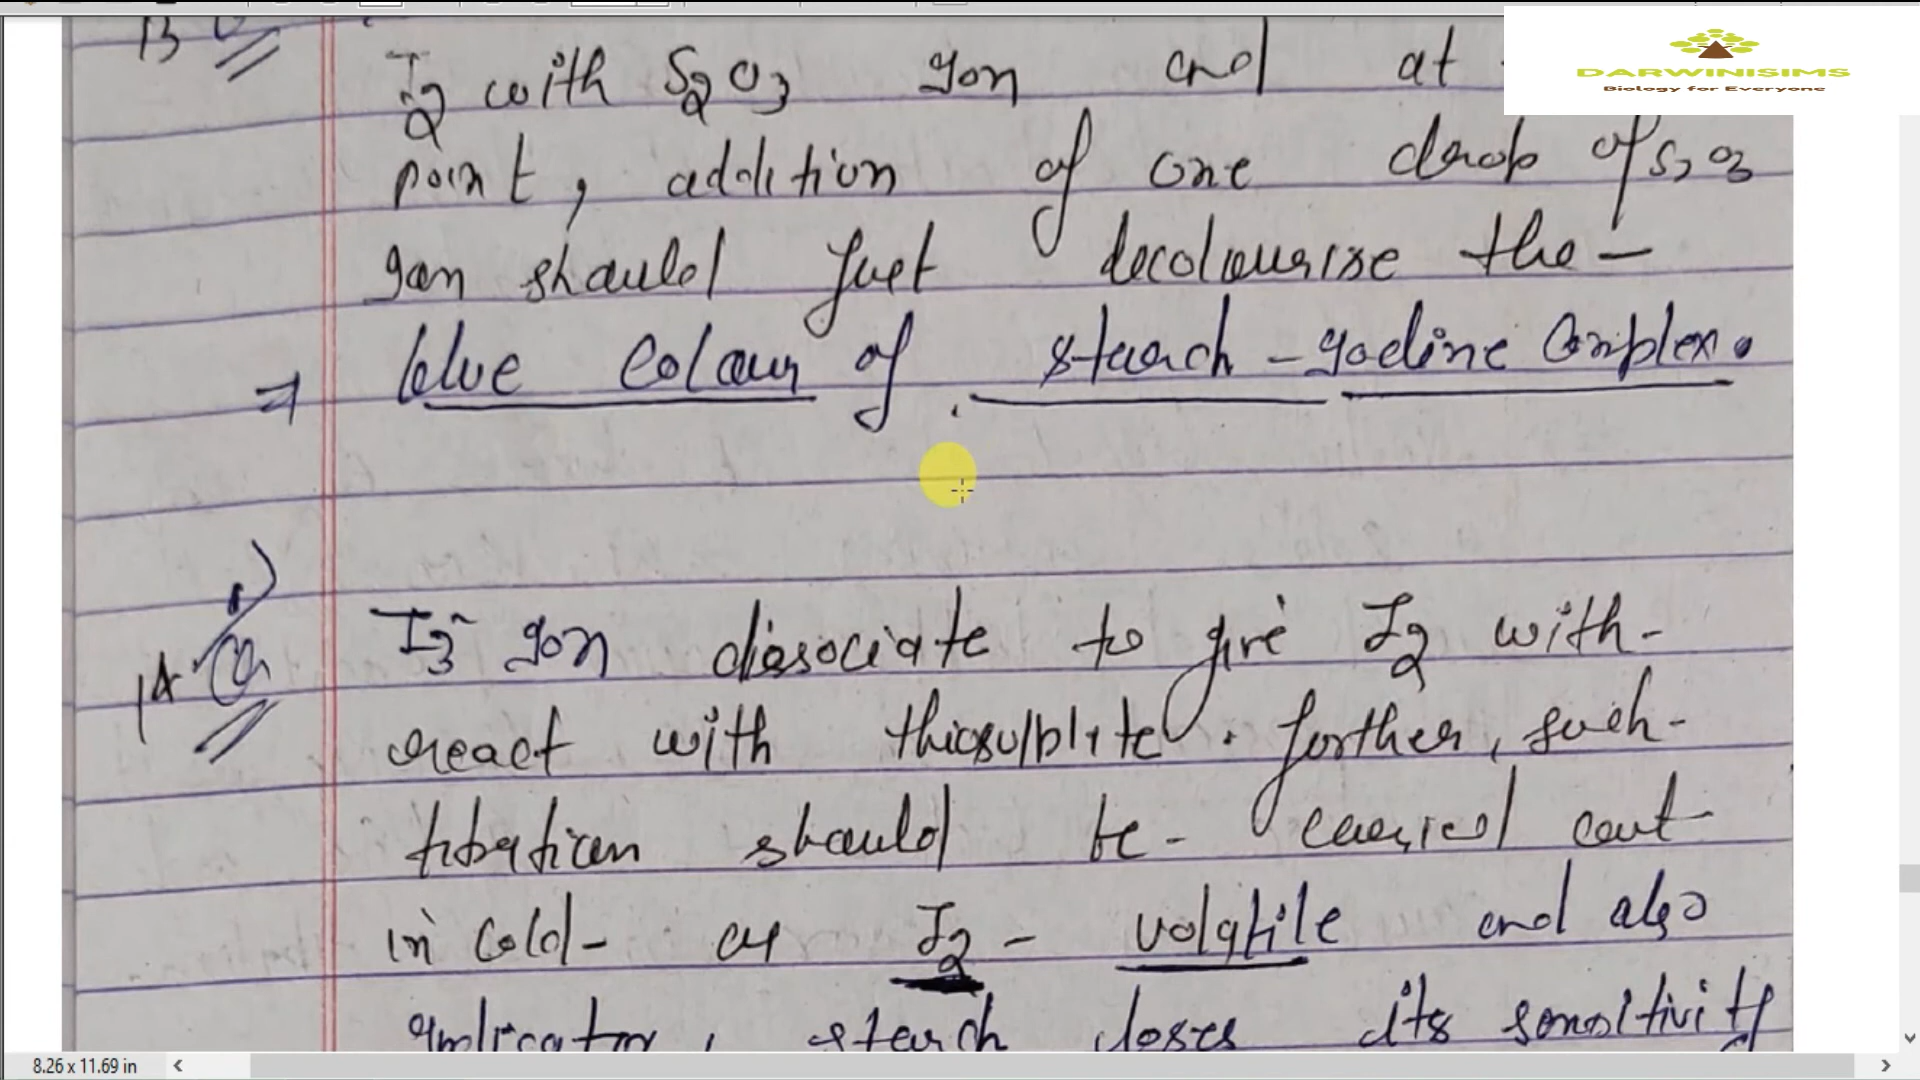 13
I2 with S2O3 Ion and at
DARWINISIMS
Biology for Everyone
point, addition of one drop of S2O3
Ion should just decolourise the -
⇒ blue colour of starch - Iodine Complex.
14
I3⁻ Ion dissociate to give I2 with-
react with thiosulphate. further, such-
titration should be - carried out
in cold - as I2 - volatile and also
indicator, starch loses its sensitivity
8.26 x 11.69 in